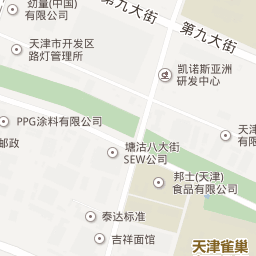 劲量(中国)
有限公司
第九大街
第九大街
天津市开发区
路灯管理所
凯诺斯亚洲
研发中心
PPG涂料有限公司
天津
有限
邮政
塘沽八大街
SEW公司
邦士(天津)
食品有限公司
泰达标准
吉祥面馆
天津雀巢